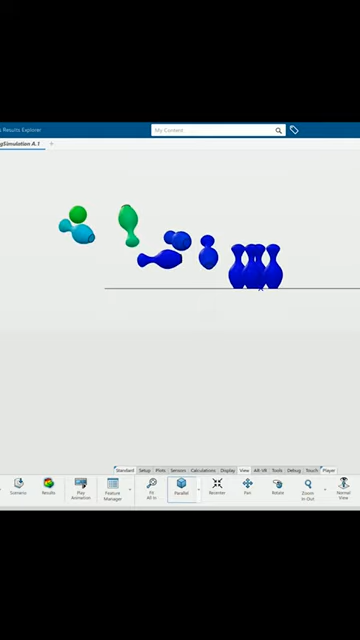 s Results Explorer
My Content
gSimulation A.1 +
Standard Setup Plots Sensors Calculations Display View AR-VR Tools Debug Touch Player
Scenario Results Play Animation Feature Manager Fit All In Parallel Recenter Pan Rotate Zoom In Out Normal View